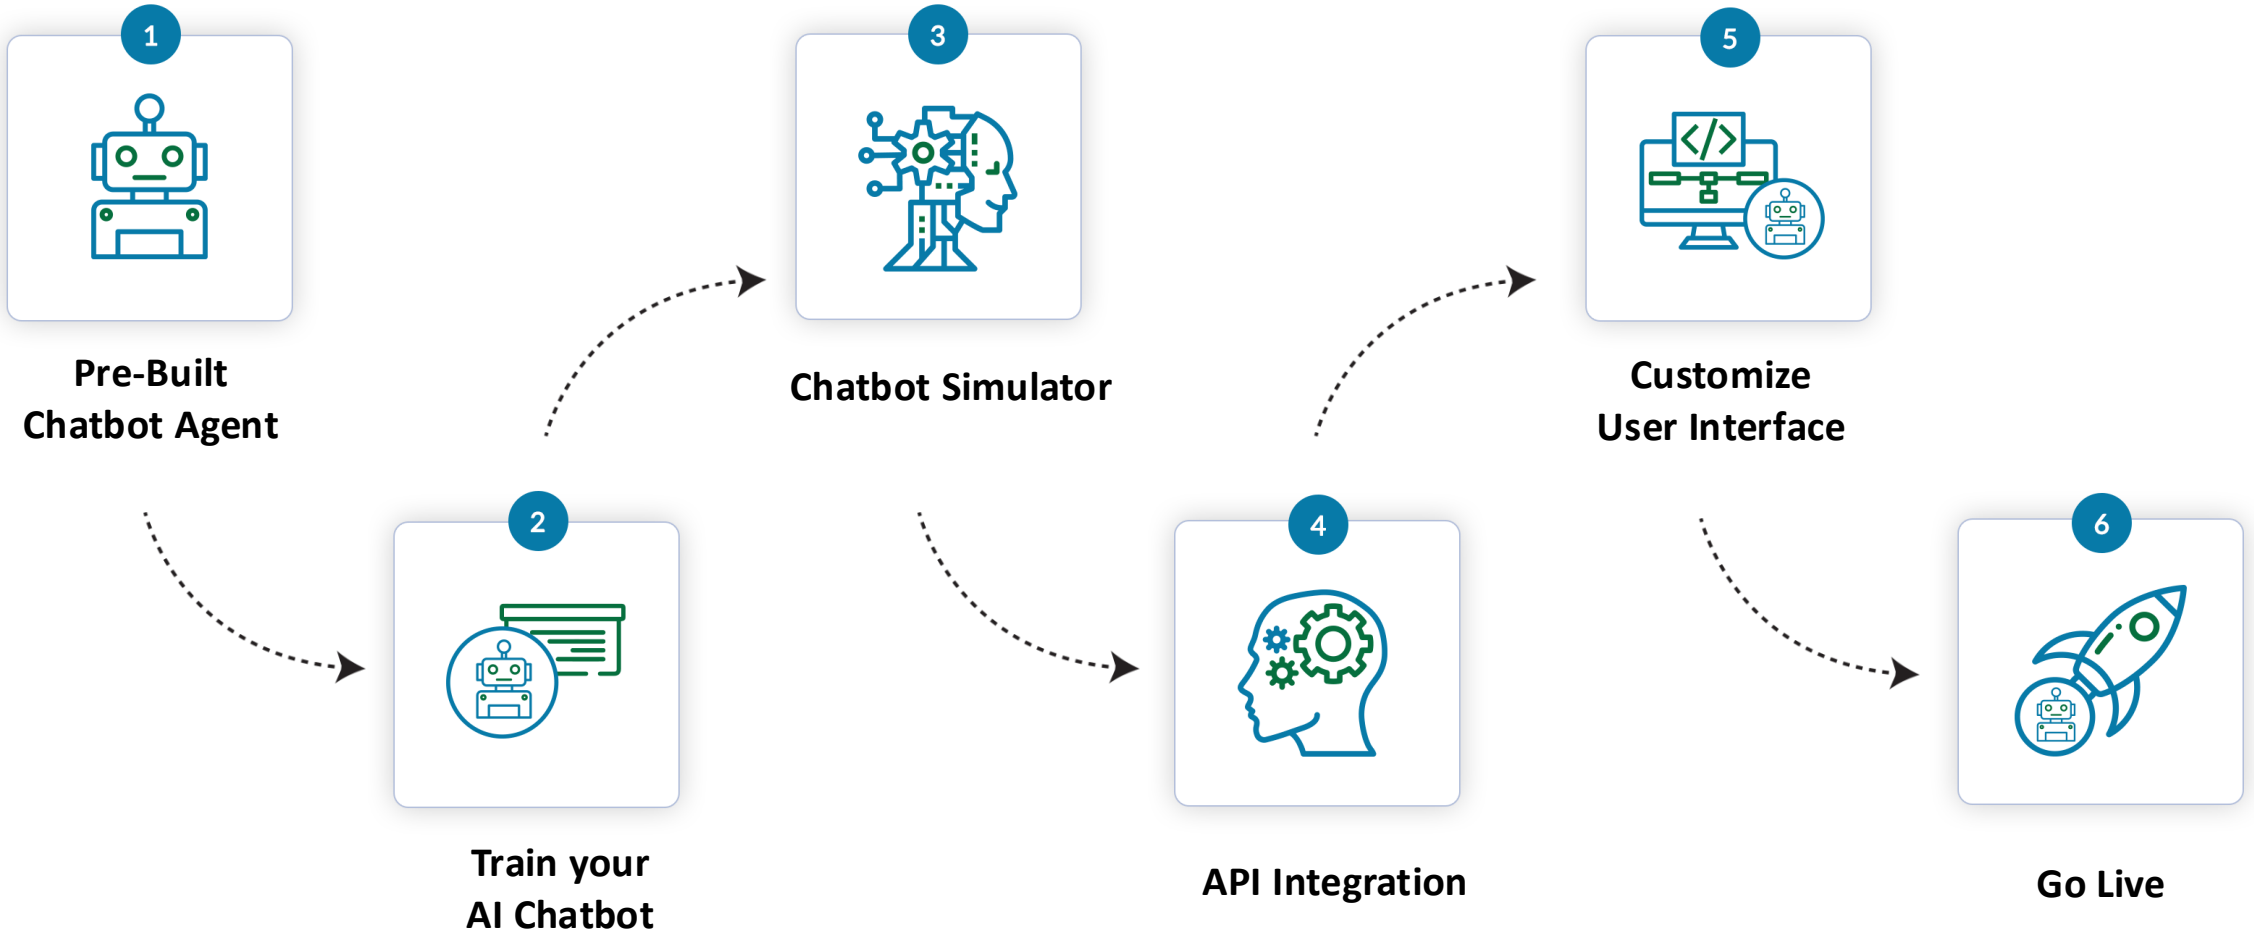 1
Pre-Built
Chatbot Agent
2
Train your
AI Chatbot
3
Chatbot Simulator
4
API Integration
5
</>
Customize
User Interface
6
Go Live